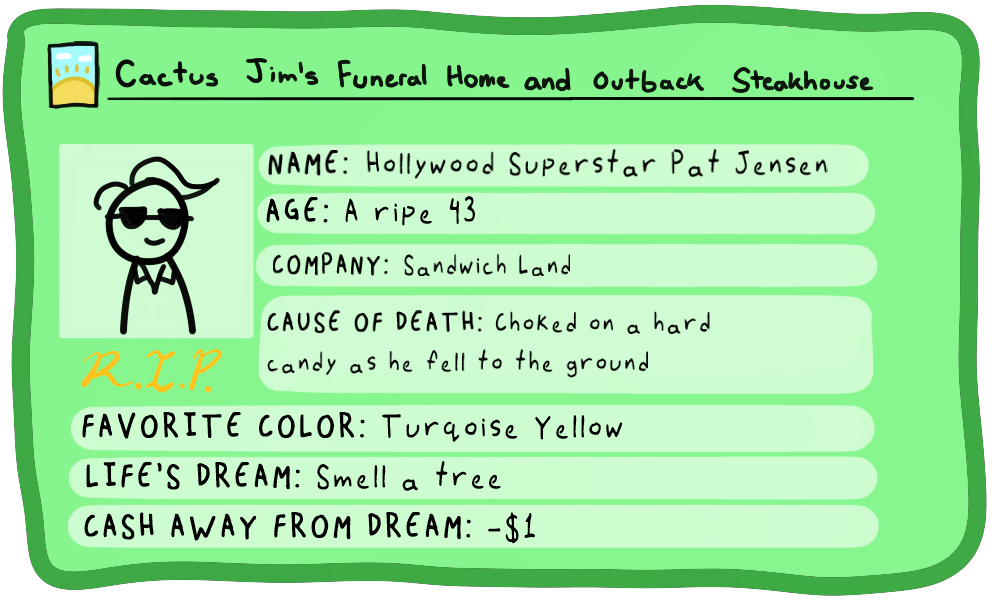 Cactus Jim's Funeral Home and Outback Steakhouse
NAME: Hollywood Superstar Pat Jensen
AGE: A ripe 43
COMPANY: Sandwich Land
CAUSE OF DEATH: Choked on a hard
candy as he fell to the ground
R.I.P.
FAVORITE COLOR: Turqoise Yellow
LIFE'S DREAM: Smell a tree
CASH AWAY FROM DREAM: -$1